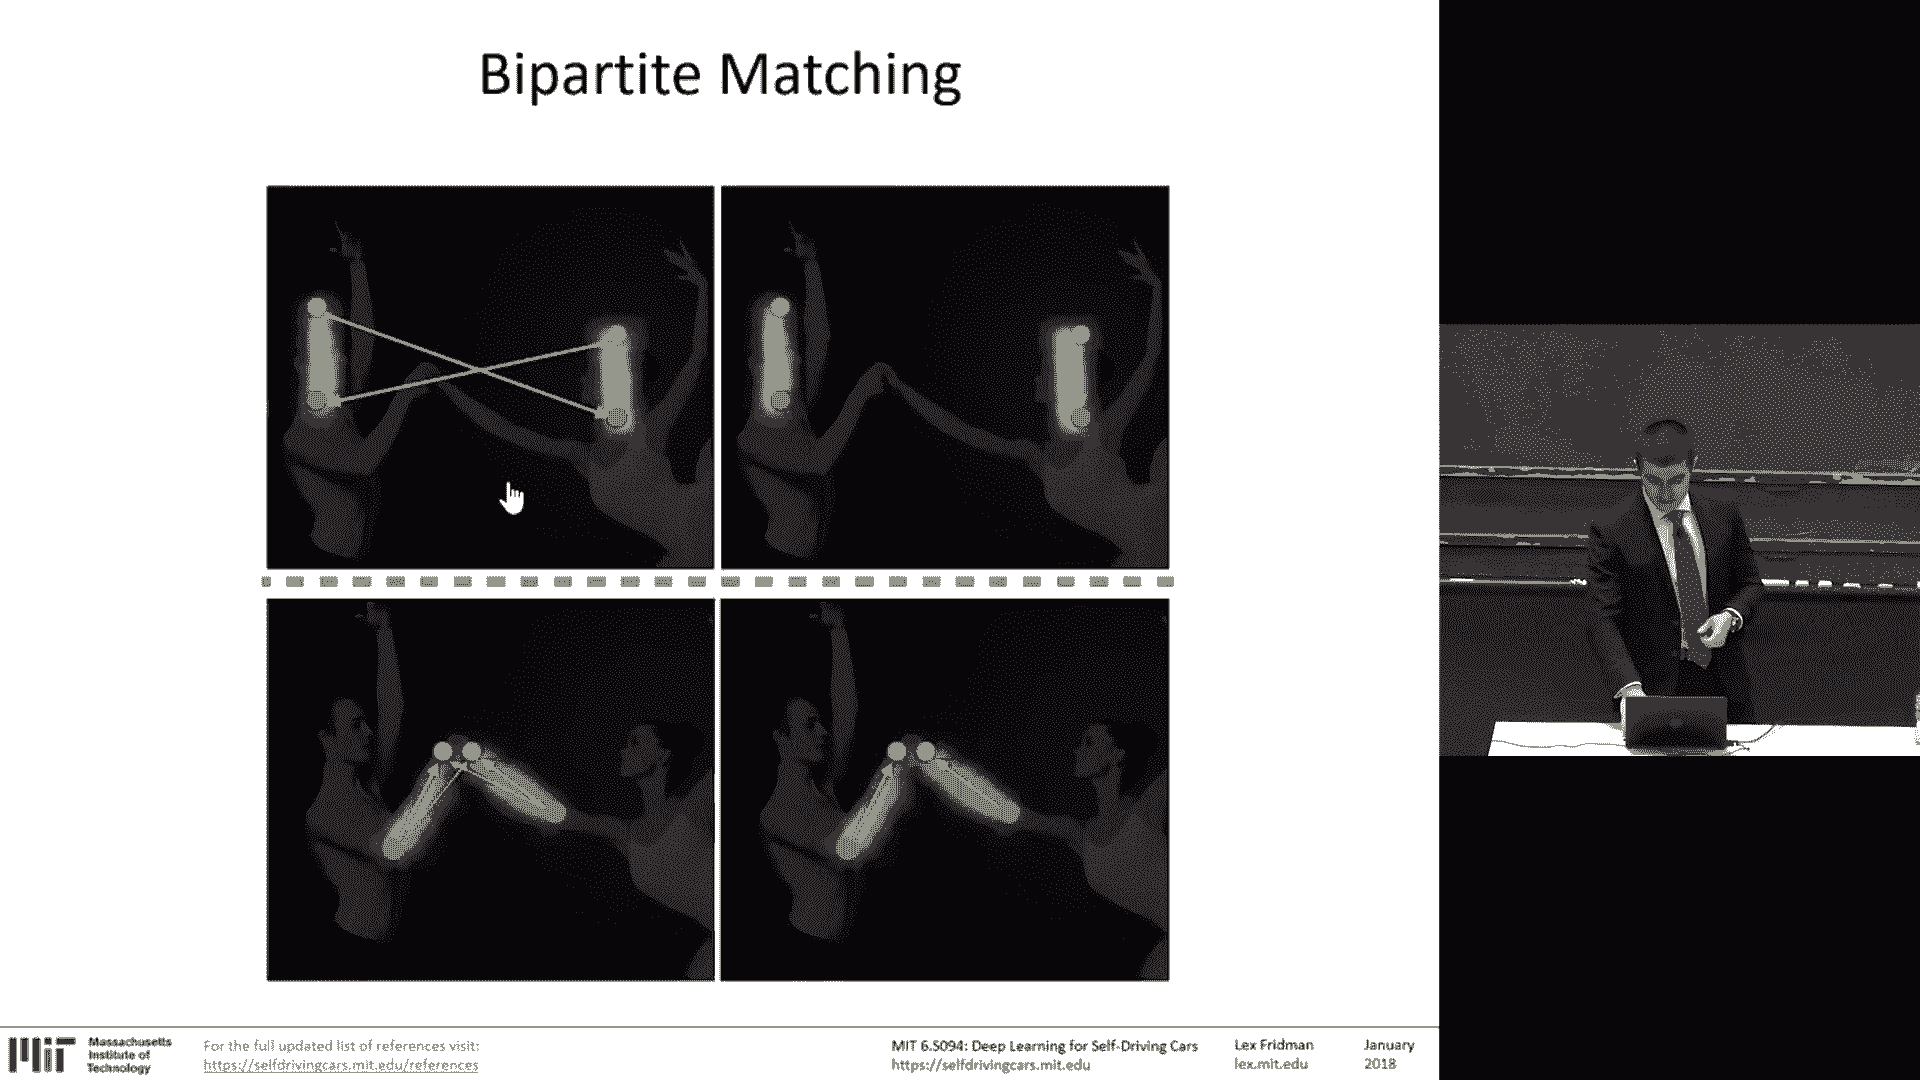 Bipartite Matching
MIT
Massachusetts
Institute of
Technology
For the full updated list of references visit:
https://selfdrivingcars.mit.edu/references
MIT 6.S094: Deep Learning for Self-Driving Cars
https://selfdrivingcars.mit.edu
Lex Fridman
lex.mit.edu
January
2018